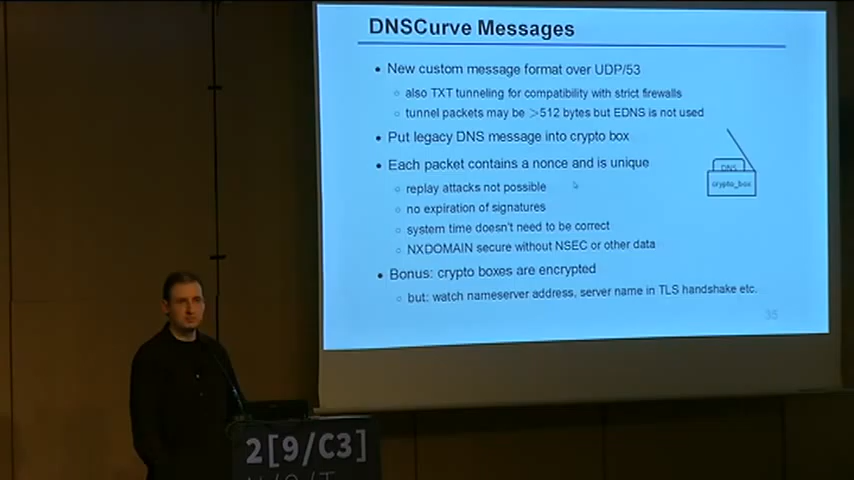 DNSCurve Messages
• New custom message format over UDP/53
○ also TXT tunneling for compatibility with strict firewalls
○ tunnel packets may be >512 bytes but EDNS is not used
• Put legacy DNS message into crypto box
• Each packet contains a nonce and is unique
○ replay attacks not possible
○ no expiration of signatures
○ system time doesn't need to be correct
○ NXDOMAIN secure without NSEC or other data
• Bonus: crypto boxes are encrypted
○ but: watch nameserver address, server name in TLS handshake etc.
DNS
crypto_box
35
2[9/C3]